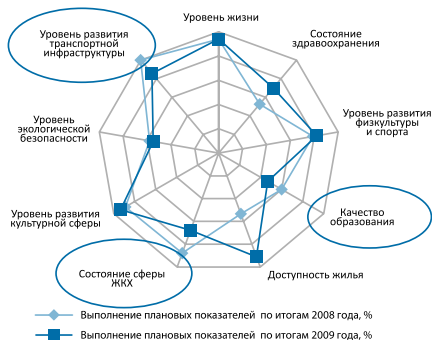 Уровень жизни
Уровень развития
транспортной
инфраструктуры
Состояние
здравоохранения
Уровень
экологической
безопасности
Уровень развития
физкультуры
и спорта
Уровень развития
культурной сферы
Качество
образования
Состояние сферы
ЖКХ
Доступность жилья
Выполнение плановых показателей по итогам 2008 года, %
Выполнение плановых показателей по итогам 2009 года, %